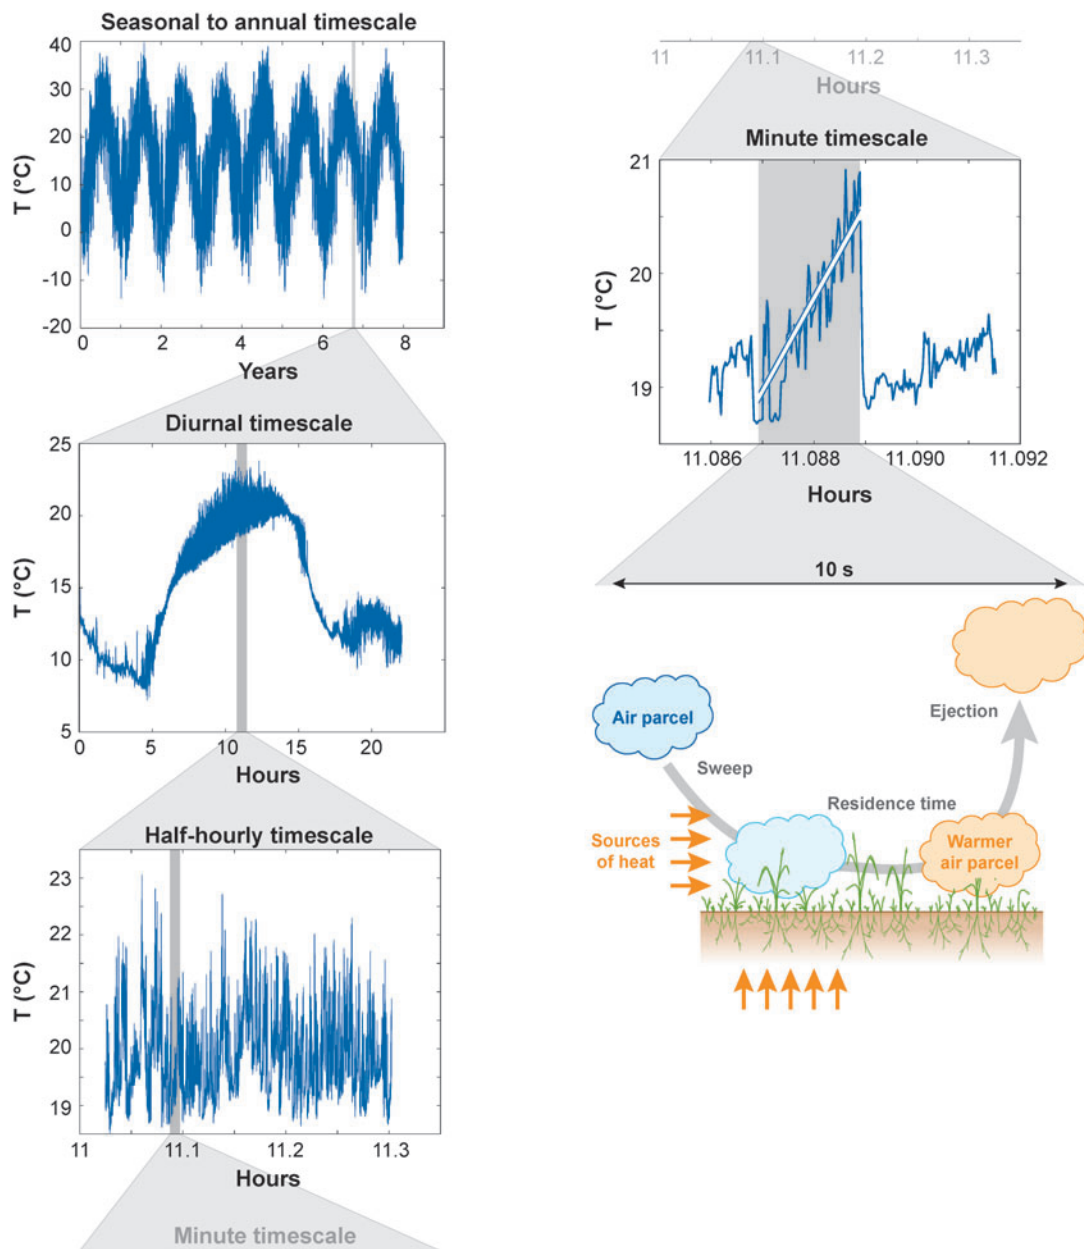 Seasonal to annual timescale
T (°C)
40
30
20
10
0
-10
-20
0 2 4 6 8
Years
Diurnal timescale
T (°C)
25
20
15
10
5
0 5 10 15 20
Hours
Half-hourly timescale
T (°C)
23
22
21
20
19
11 11.1 11.2 11.3
Hours
Minute timescale
11 11.1 11.2 11.3
Hours
Minute timescale
T (°C)
21
20
19
11.086 11.088 11.090 11.092
Hours
10 s
Air parcel
Ejection
Sweep
Residence time
Sources
of heat
Warmer
air parcel